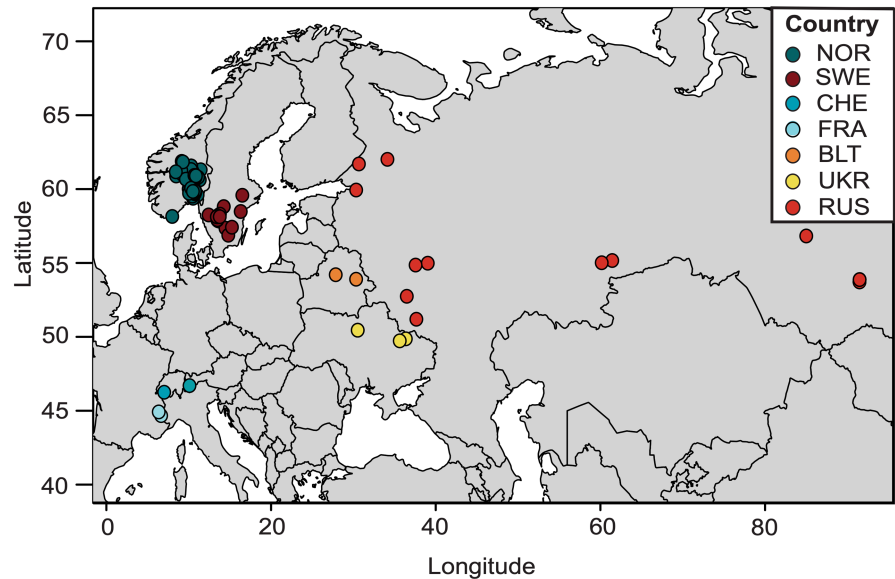 Country
NOR
SWE
CHE
FRA
BLT
UKR
RUS
70
65
60
55
50
45
40
Latitude
0
20
40
60
80
Longitude